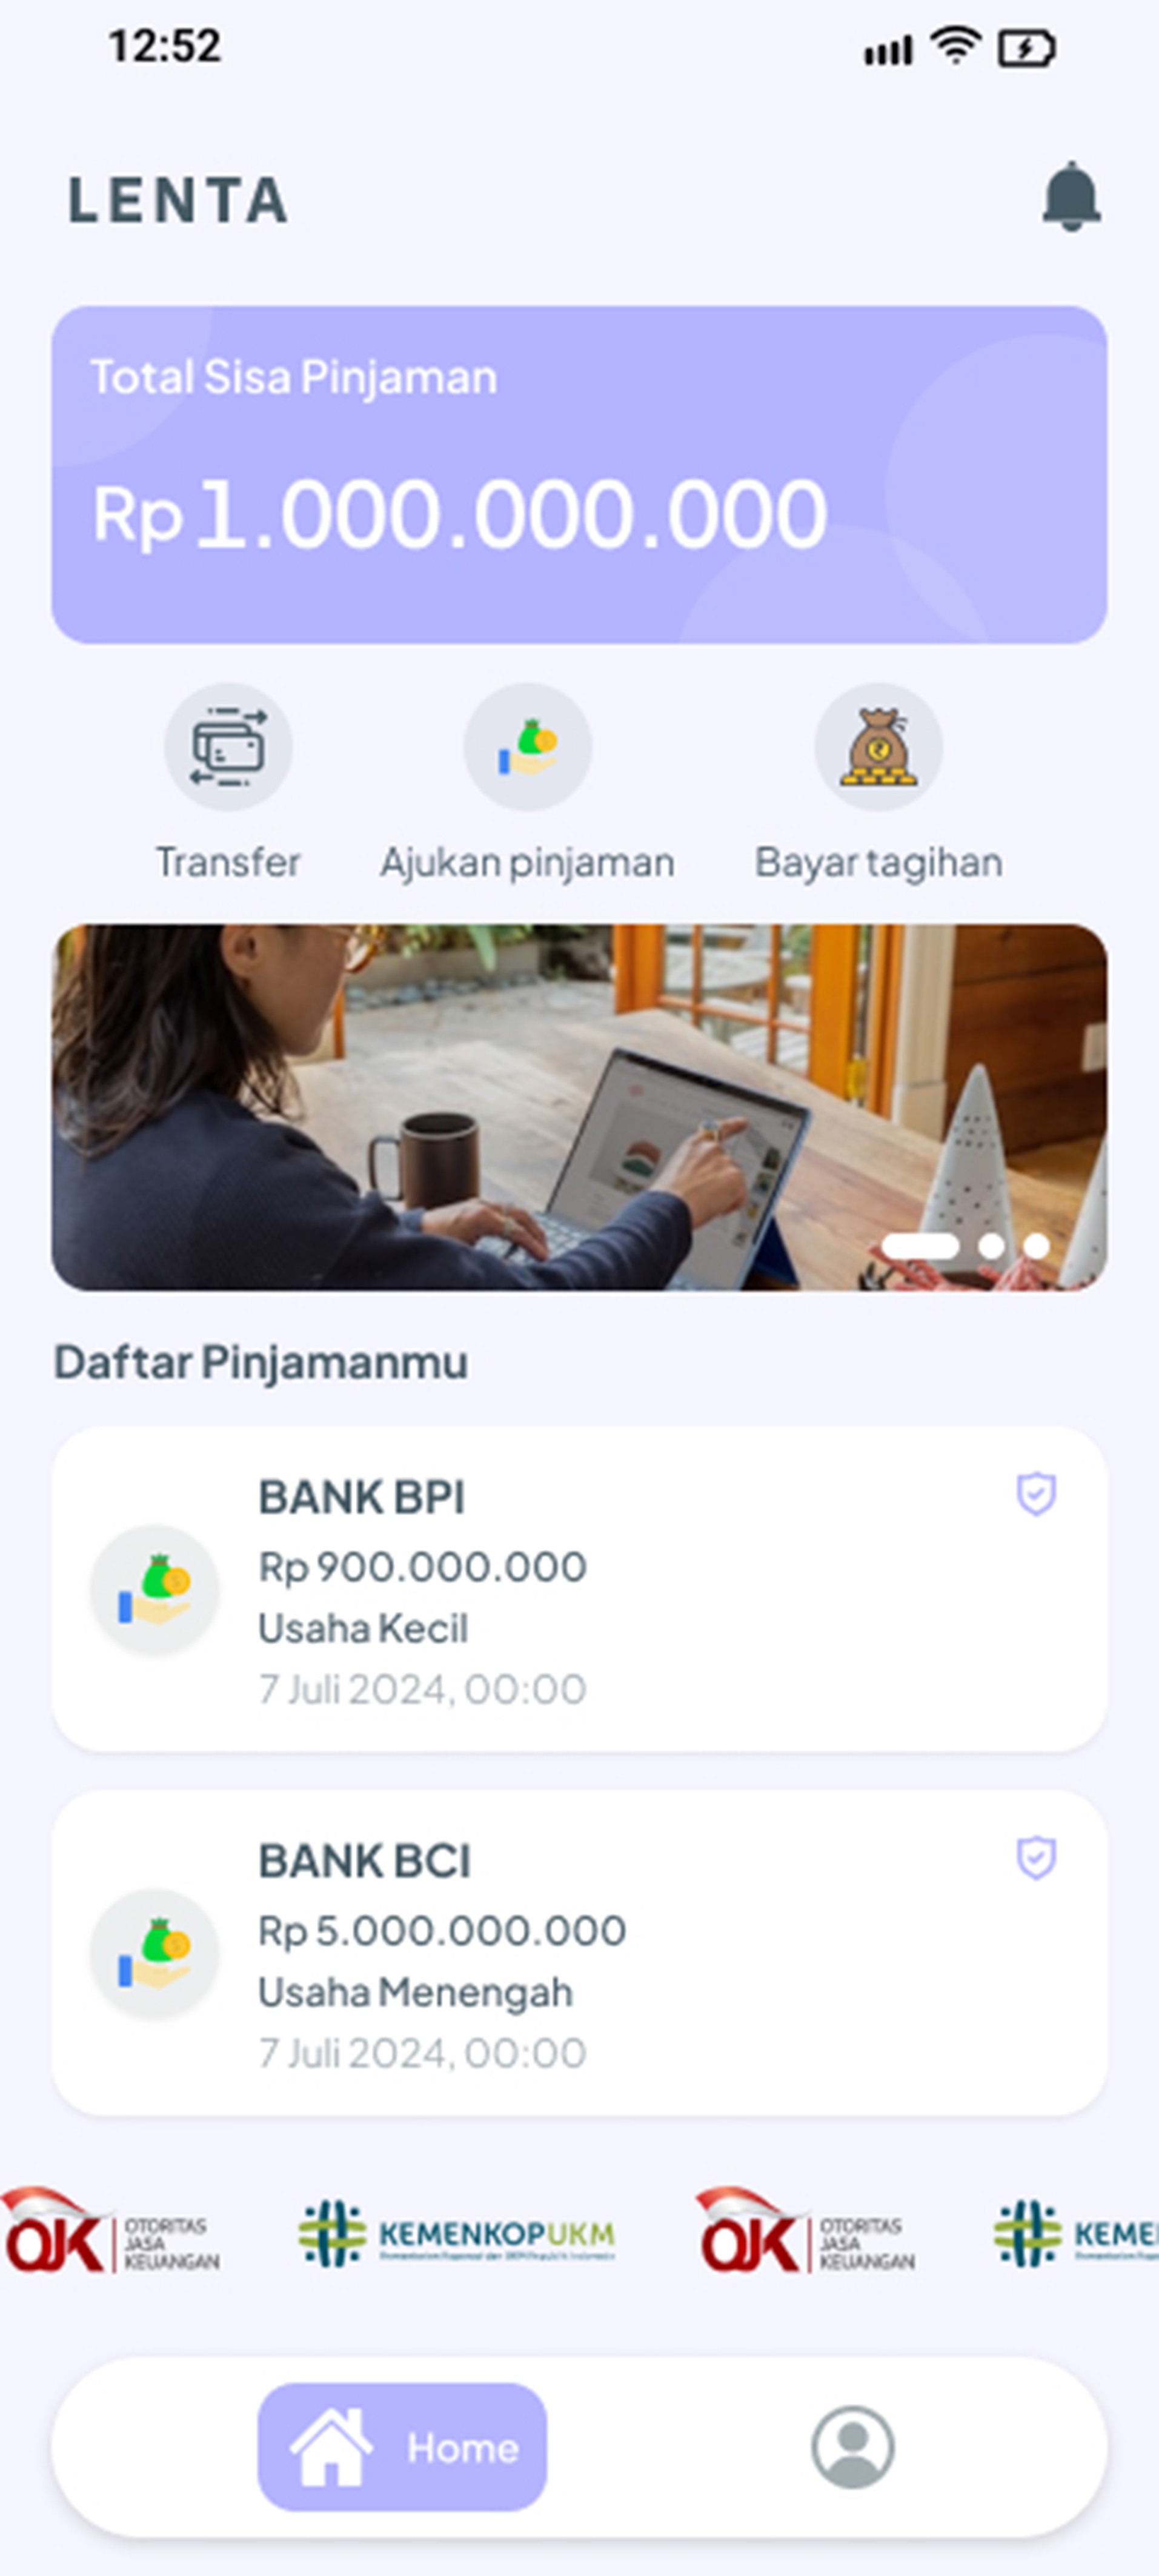 12:52
LENTA
Total Sisa Pinjaman
Rp 1.000.000.000
Transfer
Ajukan pinjaman
Bayar tagihan
Daftar Pinjamanmu
BANK BPI
Rp 900.000.000
Usaha Kecil
7 Juli 2024, 00:00
BANK BCI
Rp 5.000.000.000
Usaha Menengah
7 Juli 2024, 00:00
OJK
OTORITAS
JASA
KEUANGAN
KEMENKOPUKM
OJK
OTORITAS
JASA
KEUANGAN
KEME
Home